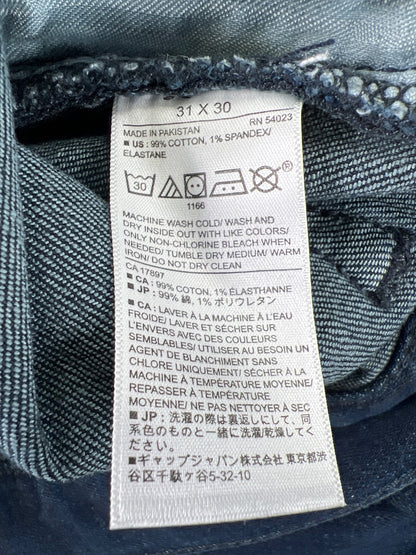 31 X 30
MADE IN PAKISTAN RN 54023
■ US: 99% COTTON, 1% SPANDEX/
ELASTANE
30
1166
MACHINE WASH COLD/ WASH AND
DRY INSIDE OUT WITH LIKE COLORS/
ONLY NON-CHLORINE BLEACH WHEN
NEEDED/ TUMBLE DRY MEDIUM/ WARM
IRON/ DO NOT DRY CLEAN
CA 17897
■ CA: 99% COTON, 1% ÉLASTHANNE
■ JP: 99% 綿, 1% ポリウレタン
■ CA: LAVER À LA MACHINE À L'EAU
FROIDE/ LAVER ET SÉCHER À
L'ENVERS AVEC DES COULEURS
SEMBLABLES/ UTILISER UN
AGENT DE BLANCHIMENT SANS
CHLORE UNIQUEMENT/ SÉCHER À LA
MACHINE À TEMPÉRATURE MOYENNE/
REPASSER À TEMPÉRATURE
MOYENNE/ NE PAS NETTOYER À SEC
■ JP: 洗濯の際は裏返しにして、同
系色のものと一緒に洗濯し、乾かしてく
ださい。
■ギャップジャパン株式会社 東京都渋
谷区千駄ヶ谷5-32-10